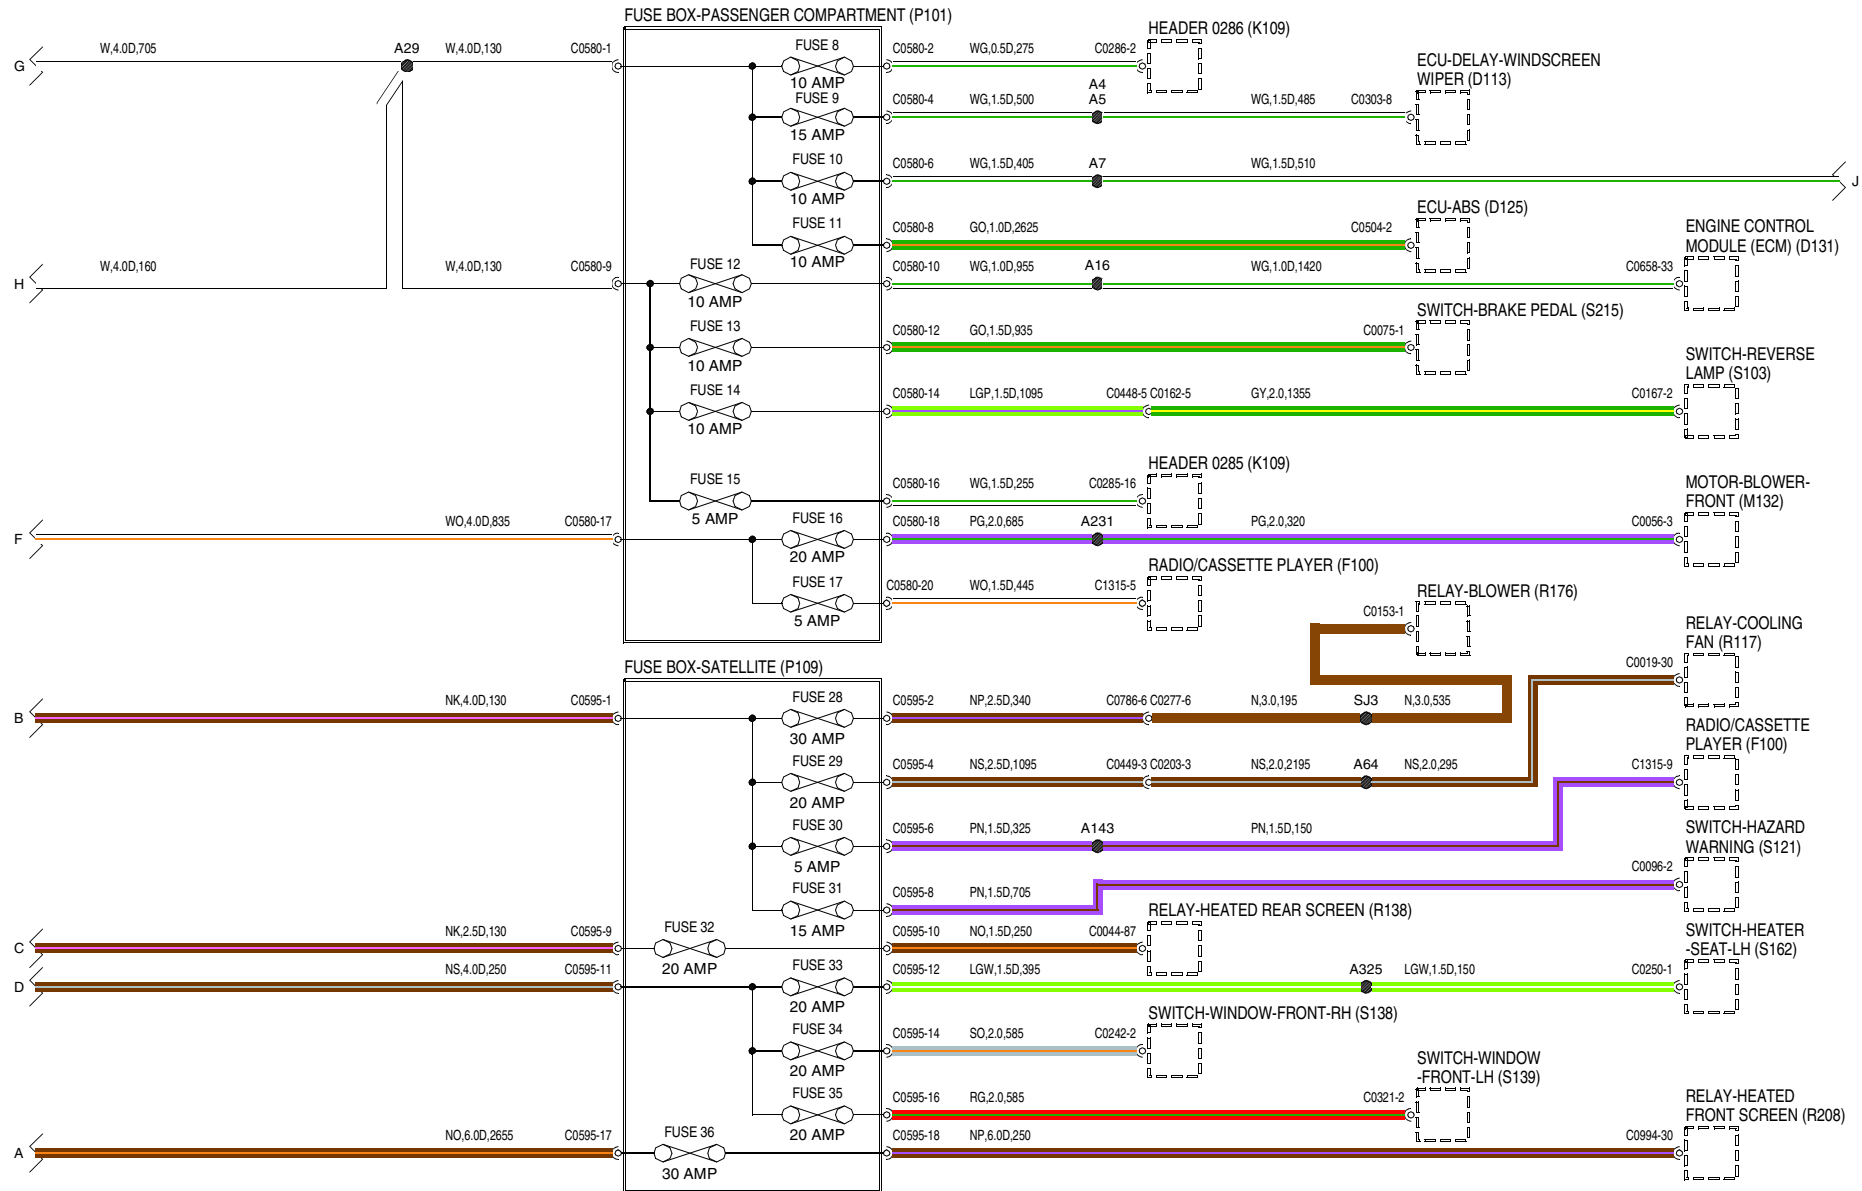 FUSE BOX-PASSENGER COMPARTMENT (P101)
G
W,4.0D,705
A29
W,4.0D,130
C0580-1
FUSE 8
10 AMP
C0580-2
WG,0.5D,275
C0286-2
HEADER 0286 (K109)
FUSE 9
15 AMP
C0580-4
WG,1.5D,500
A4
A5
WG,1.5D,485
C0303-8
ECU-DELAY-WINDSCREEN
WIPER (D113)
FUSE 10
10 AMP
C0580-6
WG,1.5D,405
A7
WG,1.5D,510
J
FUSE 11
10 AMP
C0580-8
GO,1.0D,2625
C0504-2
ECU-ABS (D125)
H
W,4.0D,160
W,4.0D,130
C0580-9
FUSE 12
10 AMP
C0580-10
WG,1.0D,955
A16
WG,1.0D,1420
C0658-33
ENGINE CONTROL
MODULE (ECM) (D131)
FUSE 13
10 AMP
C0580-12
GO,1.5D,935
C0075-1
SWITCH-BRAKE PEDAL (S215)
FUSE 14
10 AMP
C0580-14
LGP,1.5D,1095
C0448-5 C0162-5
GY,2.0,1355
C0167-2
SWITCH-REVERSE
LAMP (S103)
FUSE 15
5 AMP
C0580-16
WG,1.5D,255
C0285-16
HEADER 0285 (K109)
F
WO,4.0D,835
C0580-17
FUSE 16
20 AMP
C0580-18
PG,2.0,685
A231
PG,2.0,320
C0056-3
MOTOR-BLOWER-
FRONT (M132)
FUSE 17
5 AMP
C0580-20
WO,1.5D,445
C1315-5
RADIO/CASSETTE PLAYER (F100)
FUSE BOX-SATELLITE (P109)
B
NK,4.0D,130
C0595-1
FUSE 28
30 AMP
C0595-2
NP,2.5D,340
C0786-6 C0277-6
N,3.0,195
SJ3
N,3.0,535
C0153-1
RELAY-BLOWER (R176)
FUSE 29
20 AMP
C0595-4
NS,2.5D,1095
C0449-3 C0203-3
NS,2.0,2195
A64
NS,2.0,295
C0019-30
RELAY-COOLING
FAN (R117)
FUSE 30
5 AMP
C0595-6
PN,1.5D,325
A143
PN,1.5D,150
C1315-9
RADIO/CASSETTE
PLAYER (F100)
FUSE 31
15 AMP
C0595-8
PN,1.5D,705
C0096-2
SWITCH-HAZARD
WARNING (S121)
C
NK,2.5D,130
C0595-9
FUSE 32
20 AMP
C0595-10
NO,1.5D,250
C0044-87
RELAY-HEATED REAR SCREEN (R138)
D
NS,4.0D,250
C0595-11
FUSE 33
20 AMP
C0595-12
LGW,1.5D,395
A325
LGW,1.5D,150
C0250-1
SWITCH-HEATER
-SEAT-LH (S162)
FUSE 34
20 AMP
C0595-14
SO,2.0,585
C0242-2
SWITCH-WINDOW-FRONT-RH (S138)
FUSE 35
20 AMP
C0595-16
RG,2.0,585
C0321-2
SWITCH-WINDOW
-FRONT-LH (S139)
A
NO,6.0D,2655
C0595-17
FUSE 36
30 AMP
C0595-18
NP,6.0D,250
C0994-30
RELAY-HEATED
FRONT SCREEN (R208)